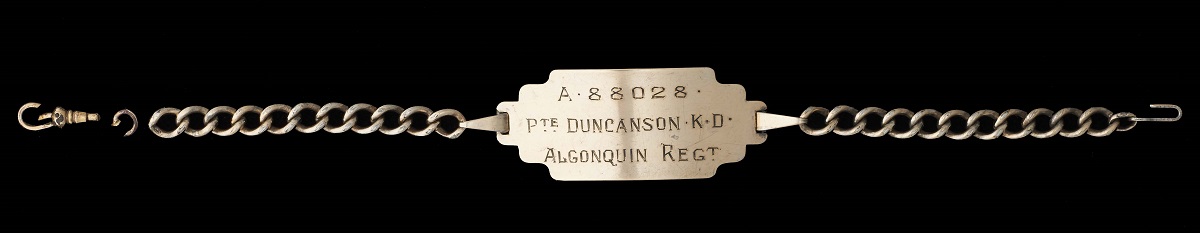 A·88028·
PTE DUNCANSON·K·D·
ALGONQUIN REGT